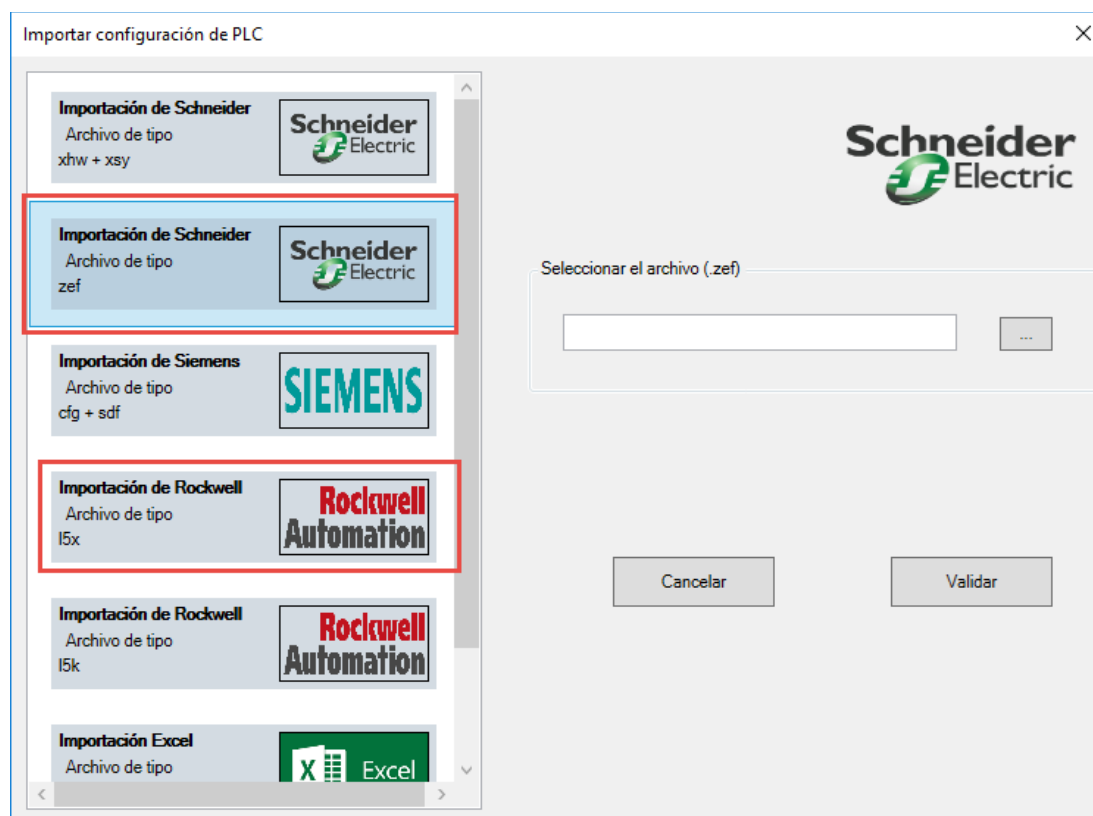 Importar configuración de PLC
Importación de Schneider
Archivo de tipo
xhw + xsy
Schneider
Electric
Importación de Schneider
Archivo de tipo
zef
Schneider
Electric
Importación de Siemens
Archivo de tipo
cfg + sdf
SIEMENS
Importación de Rockwell
Archivo de tipo
l5x
Rockwell
Automation
Importación de Rockwell
Archivo de tipo
l5k
Rockwell
Automation
Importación Excel
Archivo de tipo
X Excel
Schneider
Electric
Seleccionar el archivo (.zef)
...
Cancelar
Validar